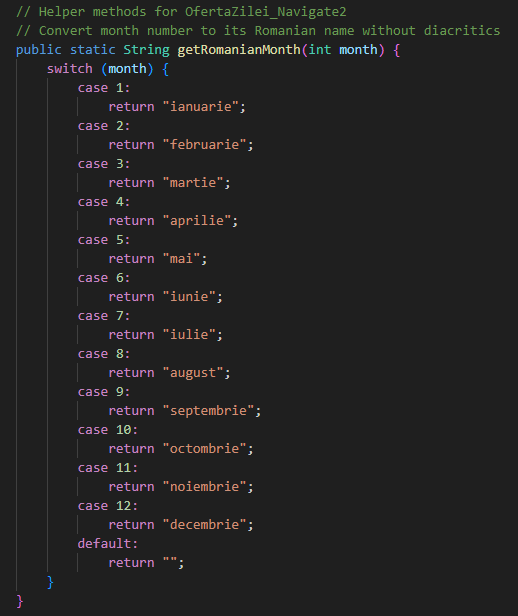 // Helper methods for OfertaZilei_Navigate2
// Convert month number to its Romanian name without diacritics
public static String getRomanianMonth(int month) {
    switch (month) {
        case 1:
            return "ianuarie";
        case 2:
            return "februarie";
        case 3:
            return "martie";
        case 4:
            return "aprilie";
        case 5:
            return "mai";
        case 6:
            return "iunie";
        case 7:
            return "iulie";
        case 8:
            return "august";
        case 9:
            return "septembrie";
        case 10:
            return "octombrie";
        case 11:
            return "noiembrie";
        case 12:
            return "decembrie";
        default:
            return "";
    }
}